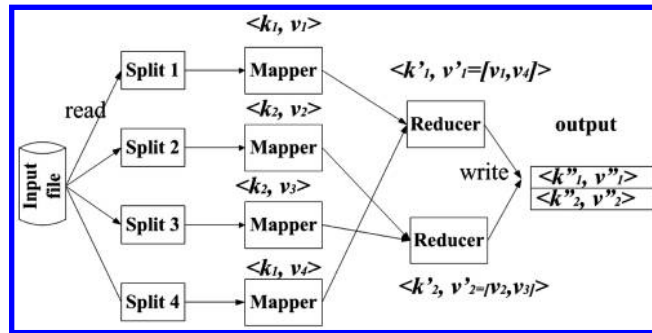 <k1, v1>
Split 1
Mapper
<k'1, v'1=[v1,v4]>
read
<k2, v2>
Reducer
output
Split 2
Mapper
Input
file
write
<k"1, v"1>
<k"2, v"2>
<k2, v3>
Split 3
Mapper
Reducer
<k1, v4>
<k'2, v'2=[v2,v3]>
Split 4
Mapper